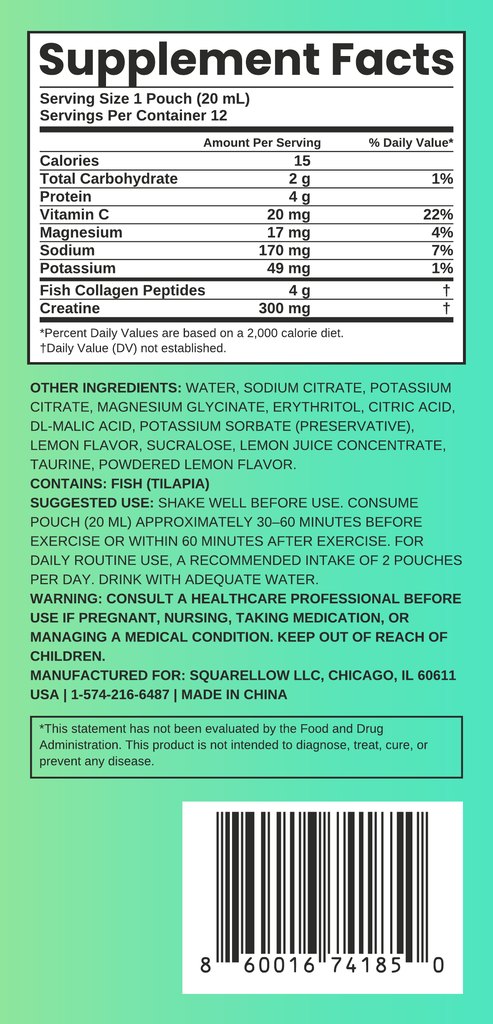 Supplement Facts
Serving Size 1 Pouch (20 mL)
Servings Per Container 12
Amount Per Serving % Daily Value*
Calories 15
Total Carbohydrate 2 g 1%
Protein 4 g
Vitamin C 20 mg 22%
Magnesium 17 mg 4%
Sodium 170 mg 7%
Potassium 49 mg 1%
Fish Collagen Peptides 4 g †
Creatine 300 mg †
*Percent Daily Values are based on a 2,000 calorie diet.
†Daily Value (DV) not established.
OTHER INGREDIENTS: WATER, SODIUM CITRATE, POTASSIUM
CITRATE, MAGNESIUM GLYCINATE, ERYTHRITOL, CITRIC ACID,
DL-MALIC ACID, POTASSIUM SORBATE (PRESERVATIVE),
LEMON FLAVOR, SUCRALOSE, LEMON JUICE CONCENTRATE,
TAURINE, POWDERED LEMON FLAVOR.
CONTAINS: FISH (TILAPIA)
SUGGESTED USE: SHAKE WELL BEFORE USE. CONSUME
POUCH (20 ML) APPROXIMATELY 30–60 MINUTES BEFORE
EXERCISE OR WITHIN 60 MINUTES AFTER EXERCISE. FOR
DAILY ROUTINE USE, A RECOMMENDED INTAKE OF 2 POUCHES
PER DAY. DRINK WITH ADEQUATE WATER.
WARNING: CONSULT A HEALTHCARE PROFESSIONAL BEFORE
USE IF PREGNANT, NURSING, TAKING MEDICATION, OR
MANAGING A MEDICAL CONDITION. KEEP OUT OF REACH OF
CHILDREN.
MANUFACTURED FOR: SQUARELLOW LLC, CHICAGO, IL 60611
USA | 1-574-216-6487 | MADE IN CHINA
*This statement has not been evaluated by the Food and Drug
Administration. This product is not intended to diagnose, treat, cure, or
prevent any disease.
8 60016 74185 0